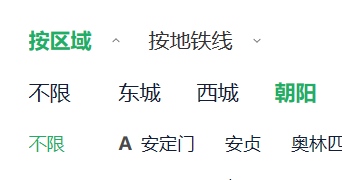 按区域 按地铁线
不限 东城 西城 朝阳
不限 A 安定门 安贞 奥林匹